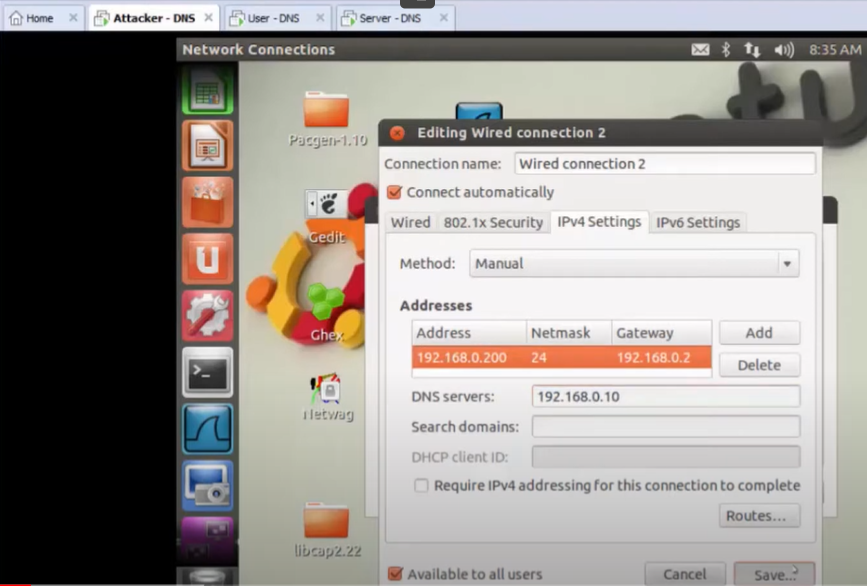 Home
Attacker - DNS
User - DNS
Server - DNS
Network Connections
8:35 AM
Pacgen-1.10
Gedit
Ghex
Netwag
libcap2.22
Editing Wired connection 2
Connection name: Wired connection 2
Connect automatically
Wired 802.1x Security IPv4 Settings IPv6 Settings
Method: Manual
Addresses
Address Netmask Gateway
192.168.0.200 24 192.168.0.2
Add
Delete
DNS servers: 192.168.0.10
Search domains:
DHCP client ID:
Require IPv4 addressing for this connection to complete
Routes...
Available to all users
Cancel Save...